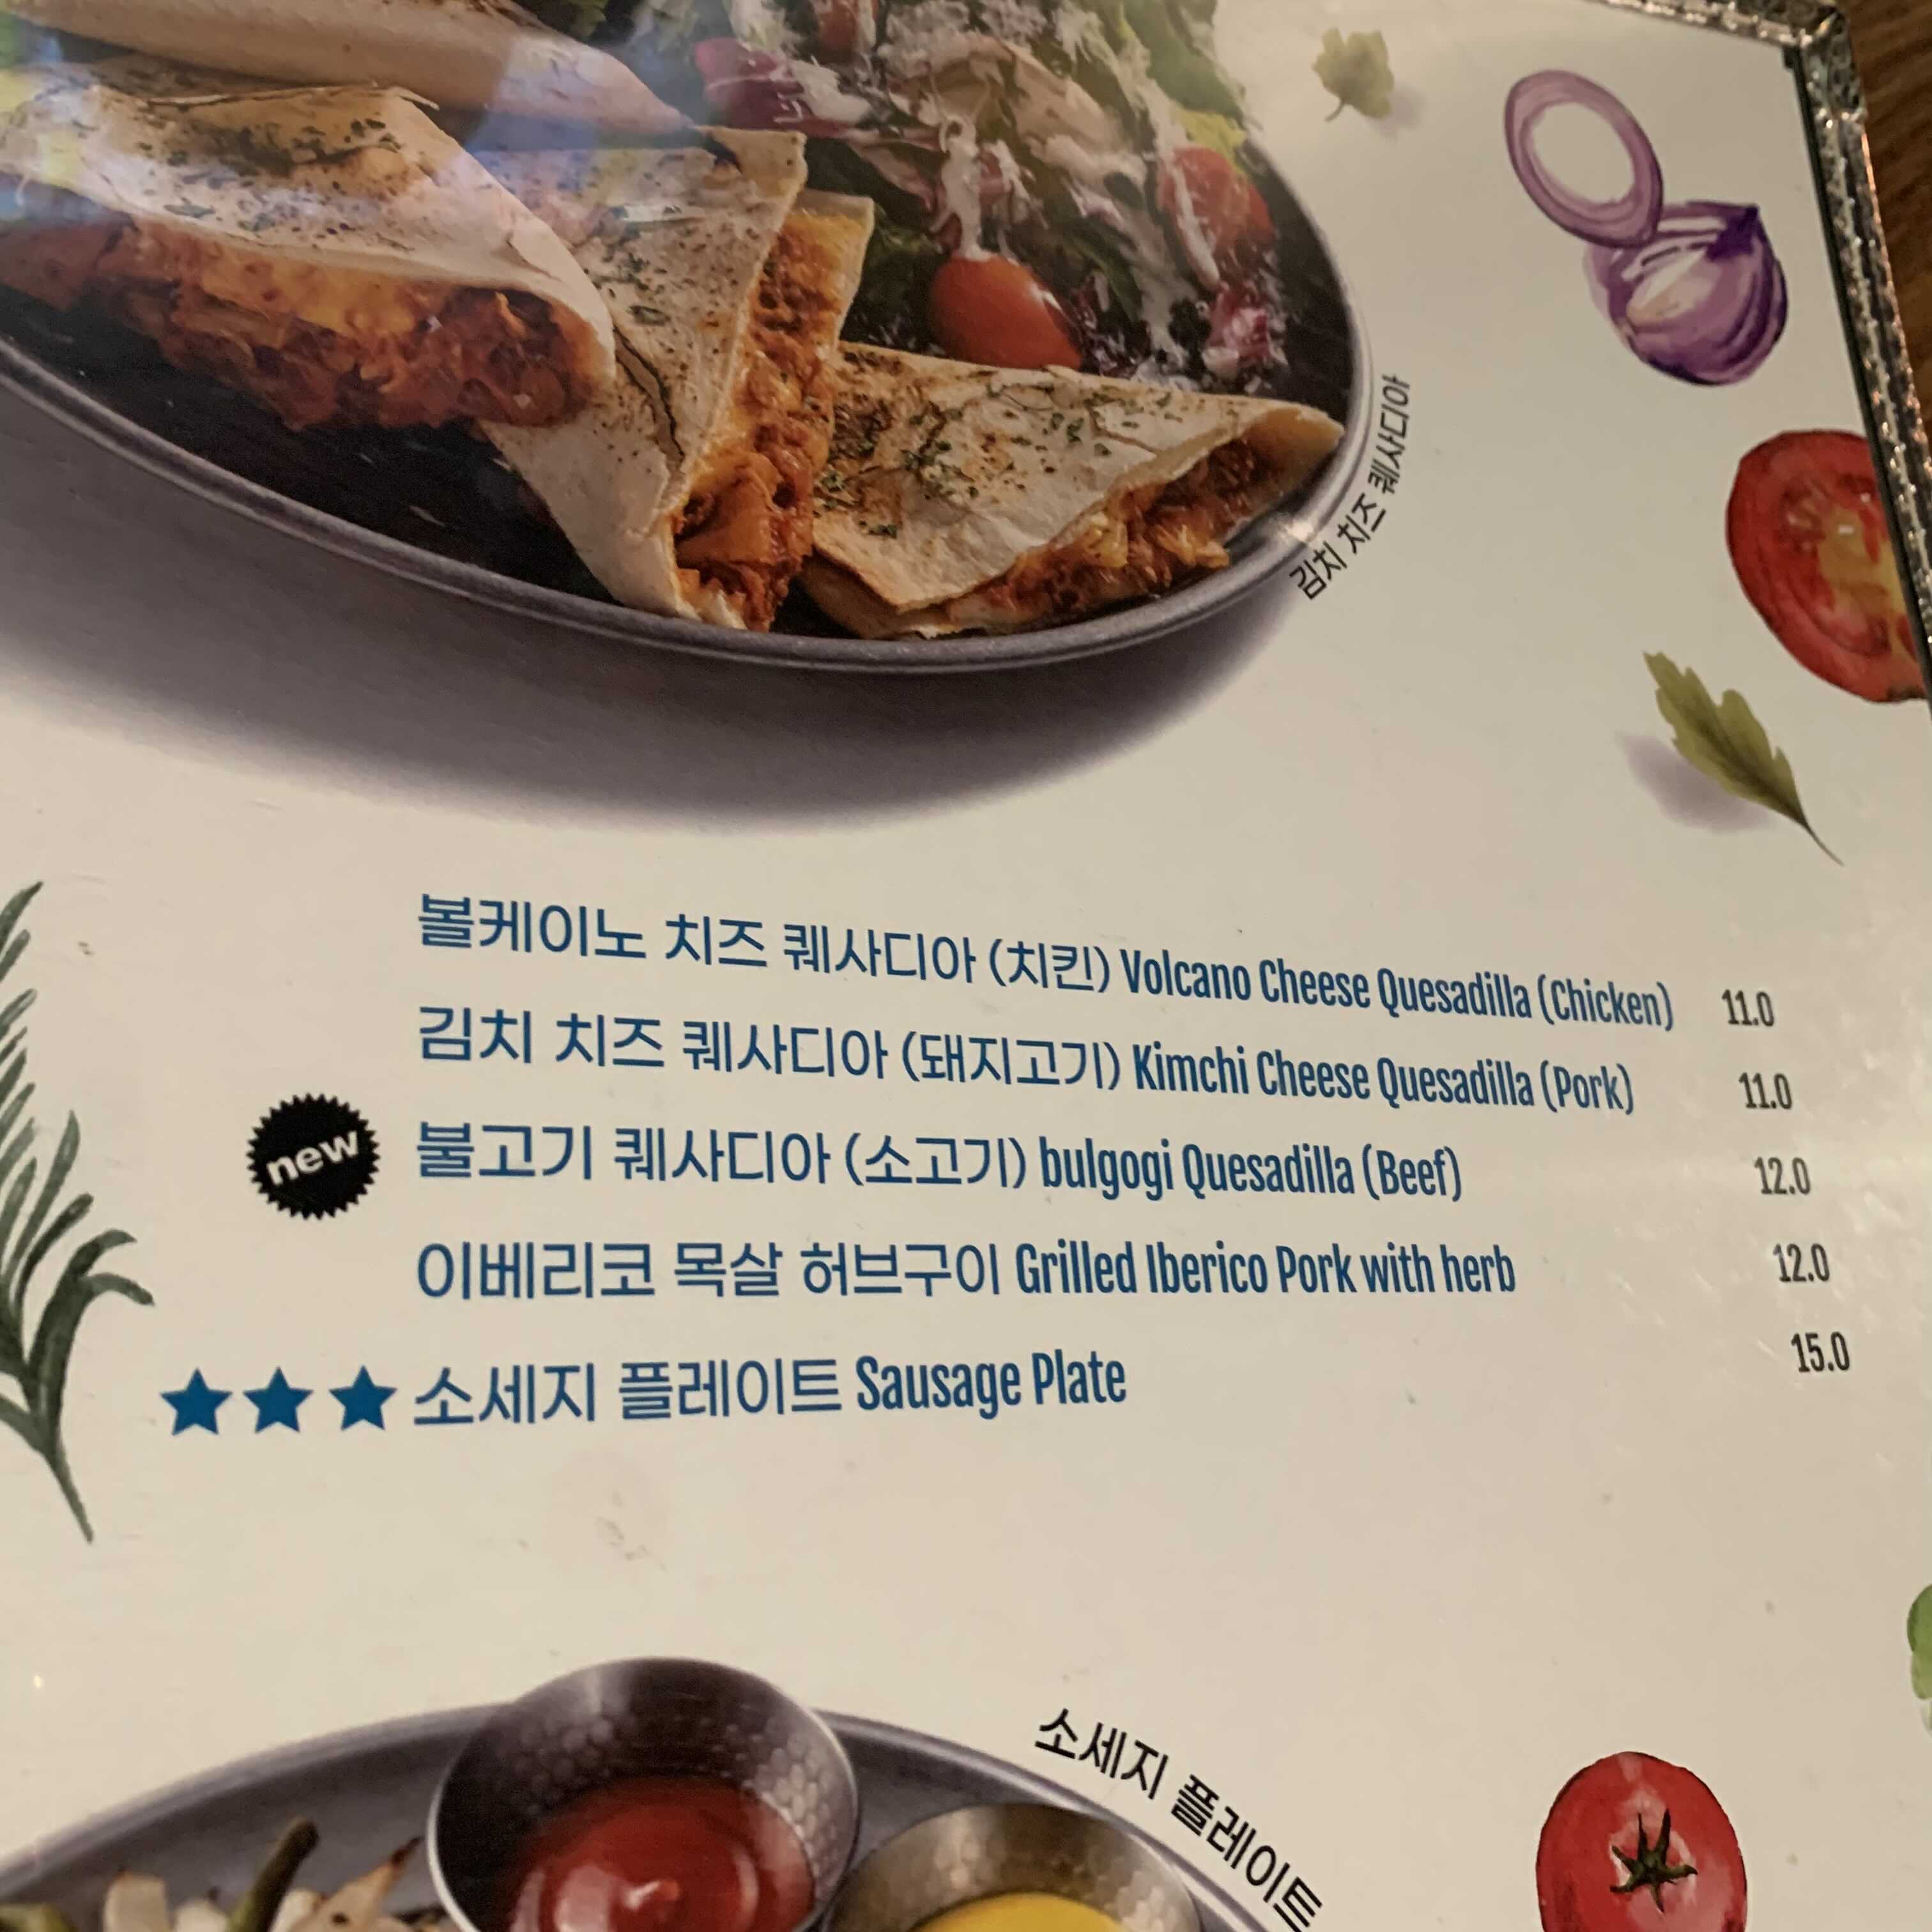 김치 치즈 퀘사디아
볼케이노 치즈 퀘사디아 (치킨) Volcano Cheese Quesadilla (Chicken) 11.0
김치 치즈 퀘사디아 (돼지고기) Kimchi Cheese Quesadilla (Pork) 11.0
new 불고기 퀘사디아 (소고기) bulgogi Quesadilla (Beef) 12.0
이베리코 목살 허브구이 Grilled Iberico Pork with herb 12.0
★★★ 소세지 플레이트 Sausage Plate 15.0
소세지 플레이트